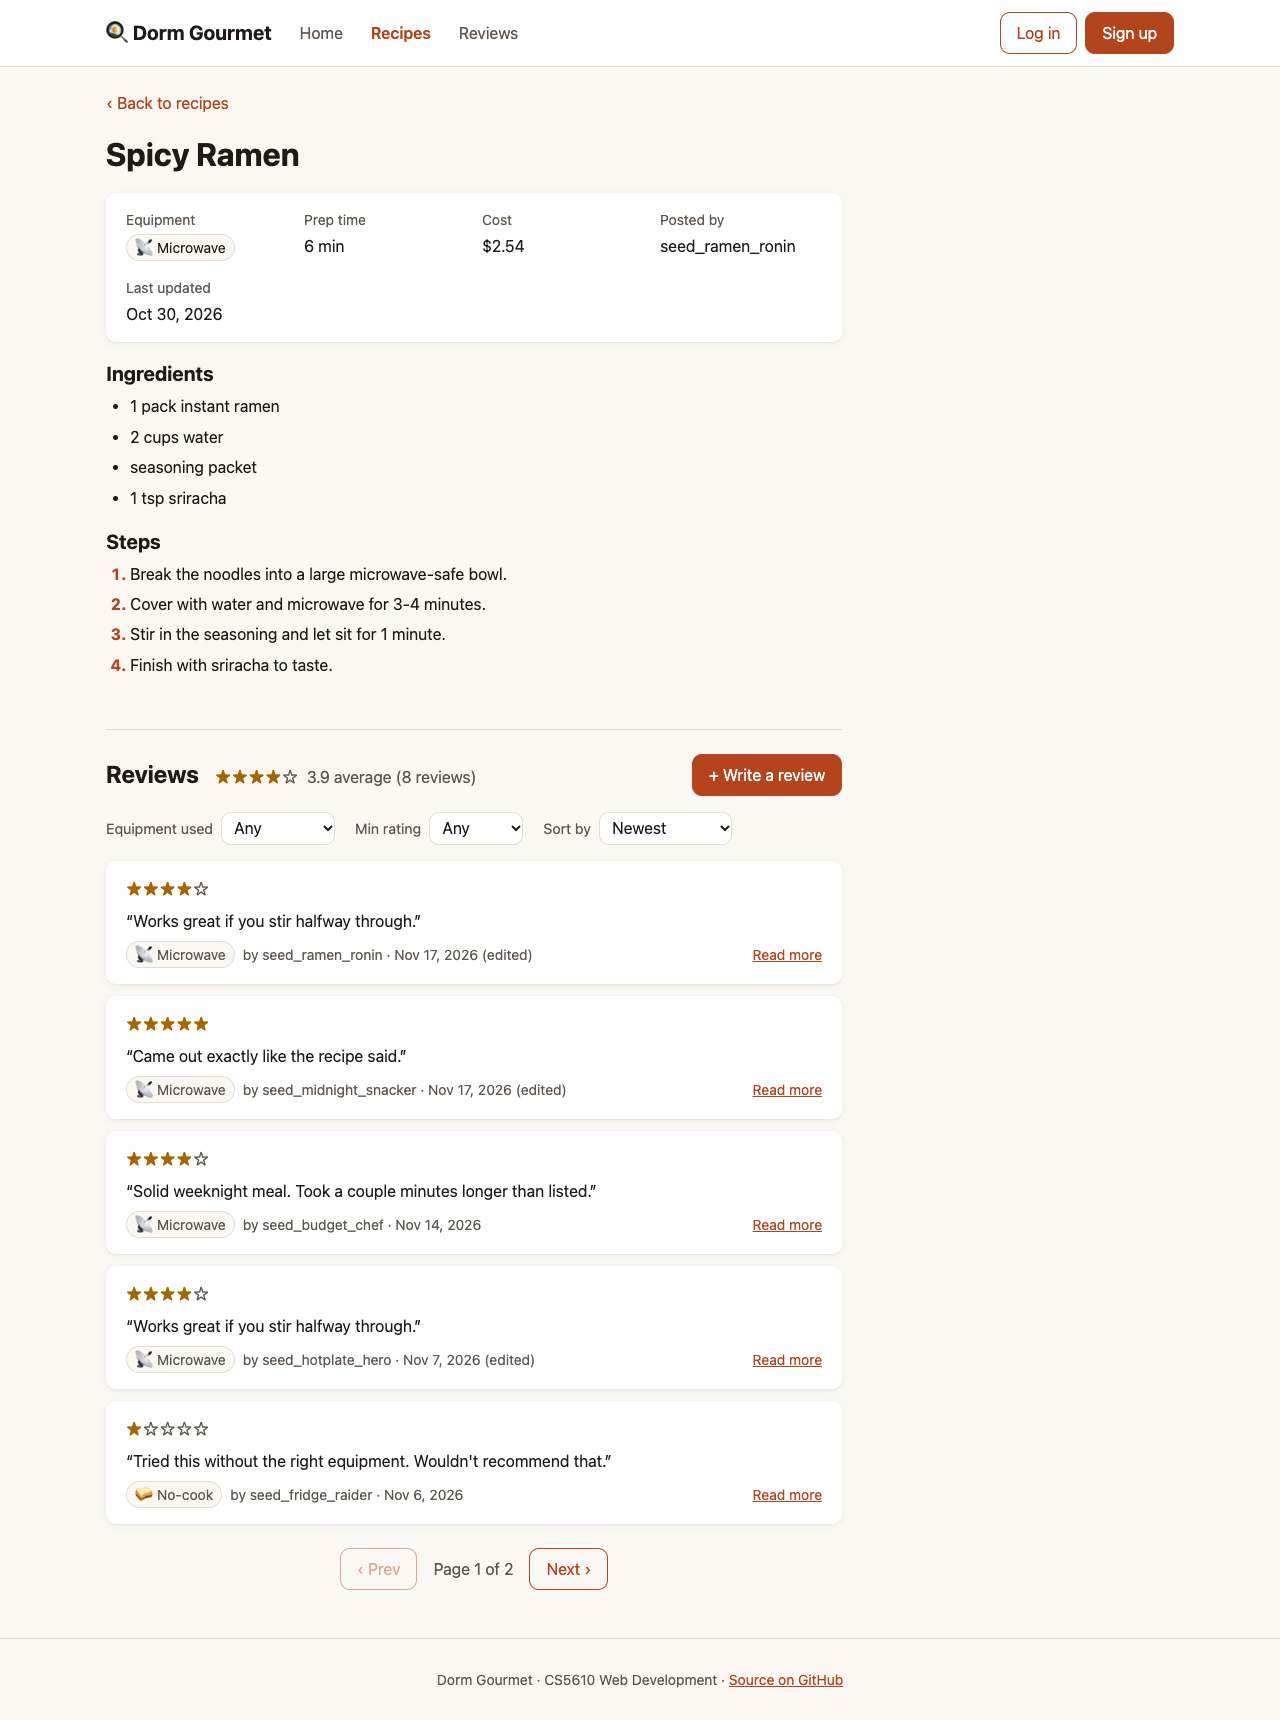 Dorm Gourmet Home Recipes Reviews Log in Sign up
‹ Back to recipes
Spicy Ramen
Equipment Prep time Cost Posted by
Microwave 6 min $2.54 seed_ramen_ronin
Last updated
Oct 30, 2026
Ingredients
• 1 pack instant ramen
• 2 cups water
• seasoning packet
• 1 tsp sriracha
Steps
1. Break the noodles into a large microwave-safe bowl.
2. Cover with water and microwave for 3-4 minutes.
3. Stir in the seasoning and let sit for 1 minute.
4. Finish with sriracha to taste.
Reviews ★★★★☆ 3.9 average (8 reviews) + Write a review
Equipment used Any Min rating Any Sort by Newest
★★★★☆
“Works great if you stir halfway through.”
Microwave by seed_ramen_ronin · Nov 17, 2026 (edited) Read more
★★★★★
“Came out exactly like the recipe said.”
Microwave by seed_midnight_snacker · Nov 17, 2026 (edited) Read more
★★★★☆
“Solid weeknight meal. Took a couple minutes longer than listed.”
Microwave by seed_budget_chef · Nov 14, 2026 Read more
★★★★☆
“Works great if you stir halfway through.”
Microwave by seed_hotplate_hero · Nov 7, 2026 (edited) Read more
★☆☆☆☆
“Tried this without the right equipment. Wouldn't recommend that.”
No-cook by seed_fridge_raider · Nov 6, 2026 Read more
‹ Prev Page 1 of 2 Next ›
Dorm Gourmet · CS5610 Web Development · Source on GitHub